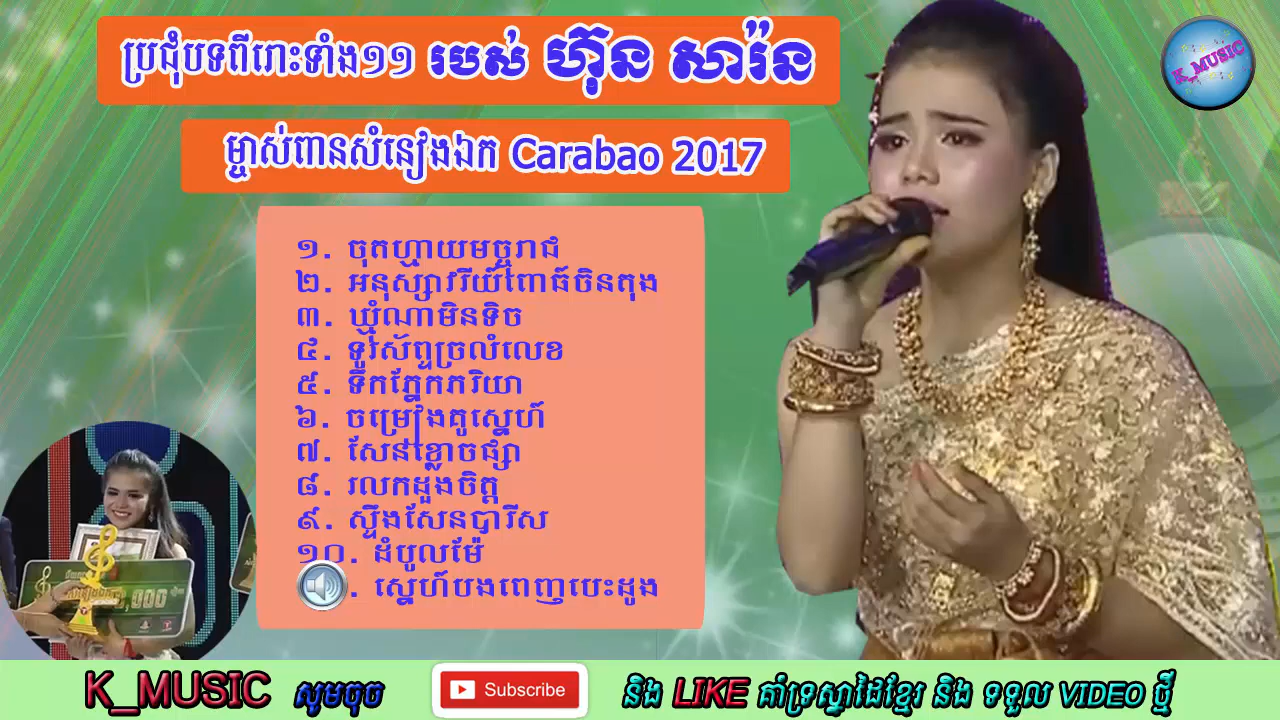 ប្រជុំបទពីរោះទាំង១១ របស់ ហ៊ុន សារ៉ន
K_MUSIC
ម្ចាស់ពានសំនៀងឯក Carabao 2017
១. ចុតហ្មាយមច្ចុរាជ
២. អនុស្សាវរីយ៍ពោធ៍ចិនតុង
៣. ឃ្មុំណាមិនទិច
៤. ទូរស័ព្ទច្រលំលេខ
៥. ទឹកភ្នែកភរិយា
៦. ចម្រៀងគូស្នេហ៍
៧. សែនខ្លោចផ្សា
៨. រលកដួងចិត្ត
៩. ស្ទឹងសែនបារីស
១០. ដំបូលម៉ែ
. ស្នេហ៍បងពេញបេះដូង
,000
K_MUSIC សូមចុច Subscribe និង LIKE គាំទ្រស្នាដៃខ្មែរ និង ទទួល VIDEO ថ្មី